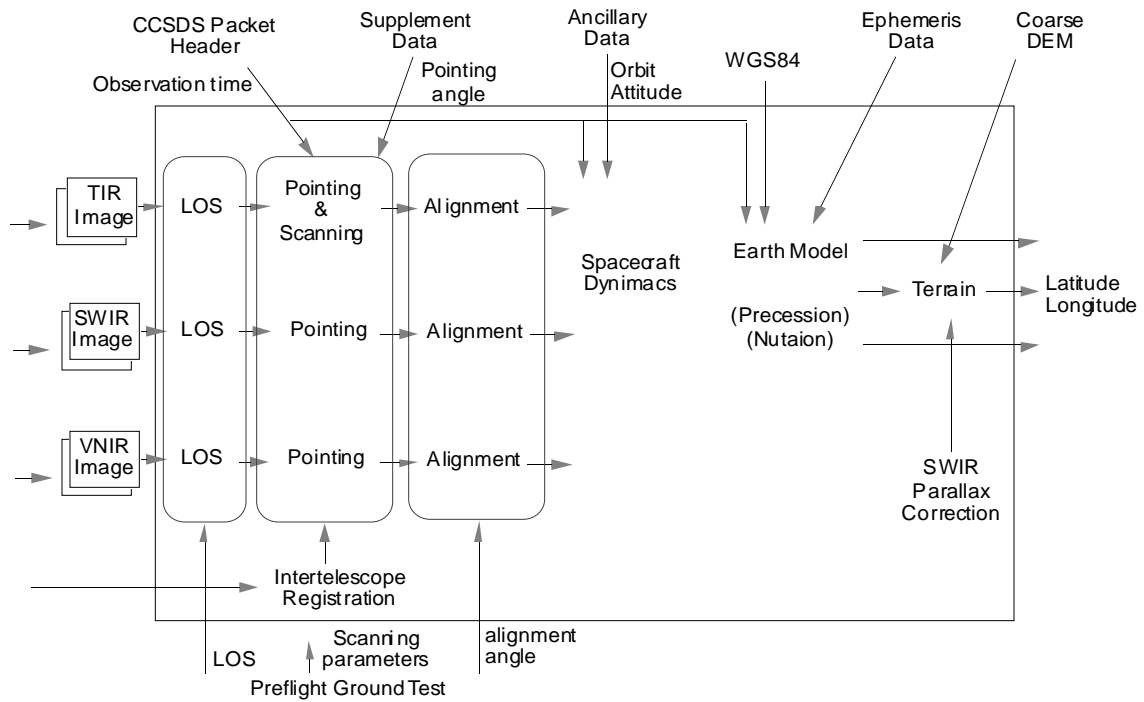 CCSDS Packet
Header
Observation time
Supplement
Data
Pointing
angle
Ancillary
Data
Orbit
Attitude
WGS84
Ephemeris
Data
Coarse
DEM
TIR
Image
LOS
Pointing
&
Scanning
Alignment
SWIR
Image
LOS
Pointing
Alignment
VNIR
Image
LOS
Pointing
Alignment
Spacecraft
Dynimacs
Earth Model
(Precession)
(Nutaion)
Terrain
Latitude
Longitude
SWIR
Parallax
Correction
Intertelescope
Registration
LOS
Scanning
parameters
alignment
angle
Preflight Ground Test